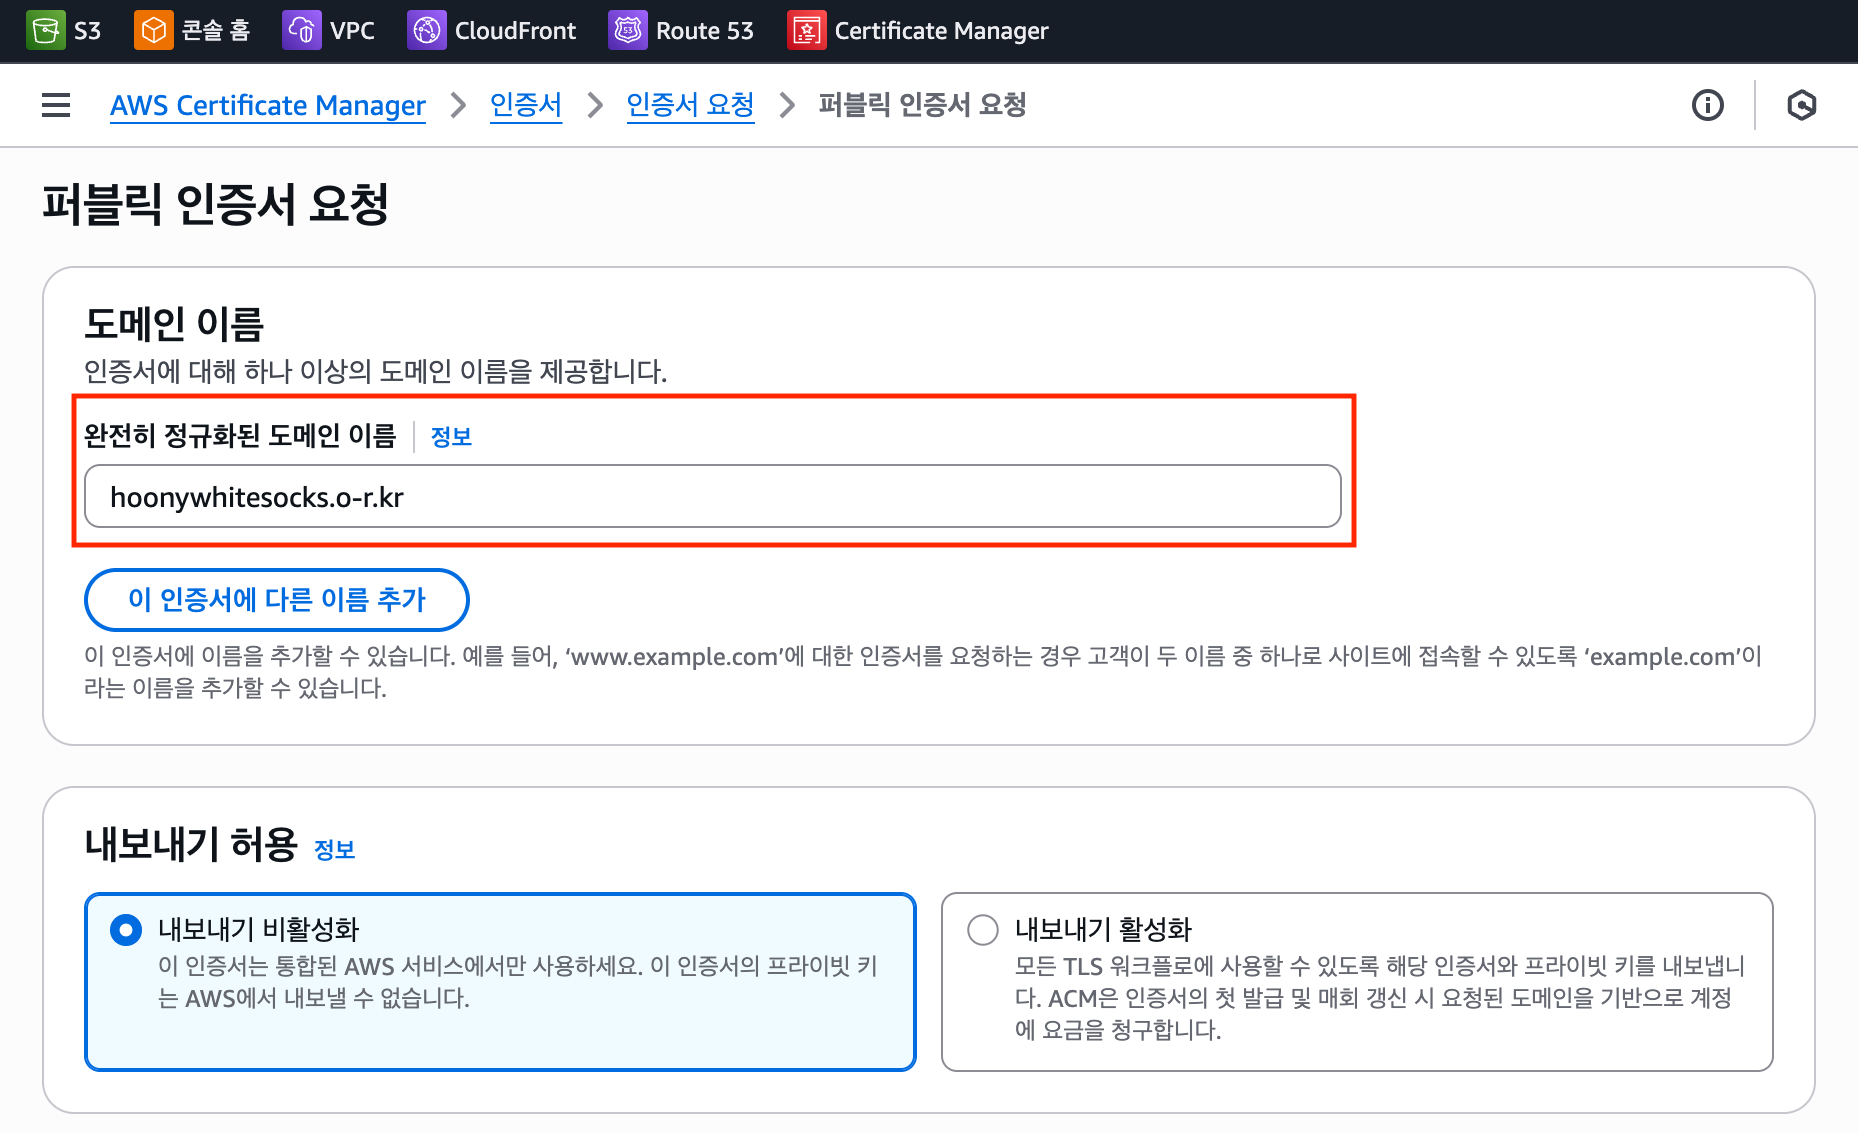 S3 콘솔 홈 VPC CloudFront Route 53 Certificate Manager
AWS Certificate Manager 인증서 인증서 요청 퍼블릭 인증서 요청
퍼블릭 인증서 요청
도메인 이름
인증서에 대해 하나 이상의 도메인 이름을 제공합니다.
완전히 정규화된 도메인 이름 정보
hoonywhitesocks.o-r.kr
이 인증서에 다른 이름 추가
이 인증서에 이름을 추가할 수 있습니다. 예를 들어, ‘www.example.com’에 대한 인증서를 요청하는 경우 고객이 두 이름 중 하나로 사이트에 접속할 수 있도록 ‘example.com’이
라는 이름을 추가할 수 있습니다.
내보내기 허용 정보
내보내기 비활성화
이 인증서는 통합된 AWS 서비스에서만 사용하세요. 이 인증서의 프라이빗 키
는 AWS에서 내보낼 수 없습니다.
내보내기 활성화
모든 TLS 워크플로에 사용할 수 있도록 해당 인증서와 프라이빗 키를 내보냅니
다. ACM은 인증서의 첫 발급 및 매회 갱신 시 요청된 도메인을 기반으로 계정
에 요금을 청구합니다.